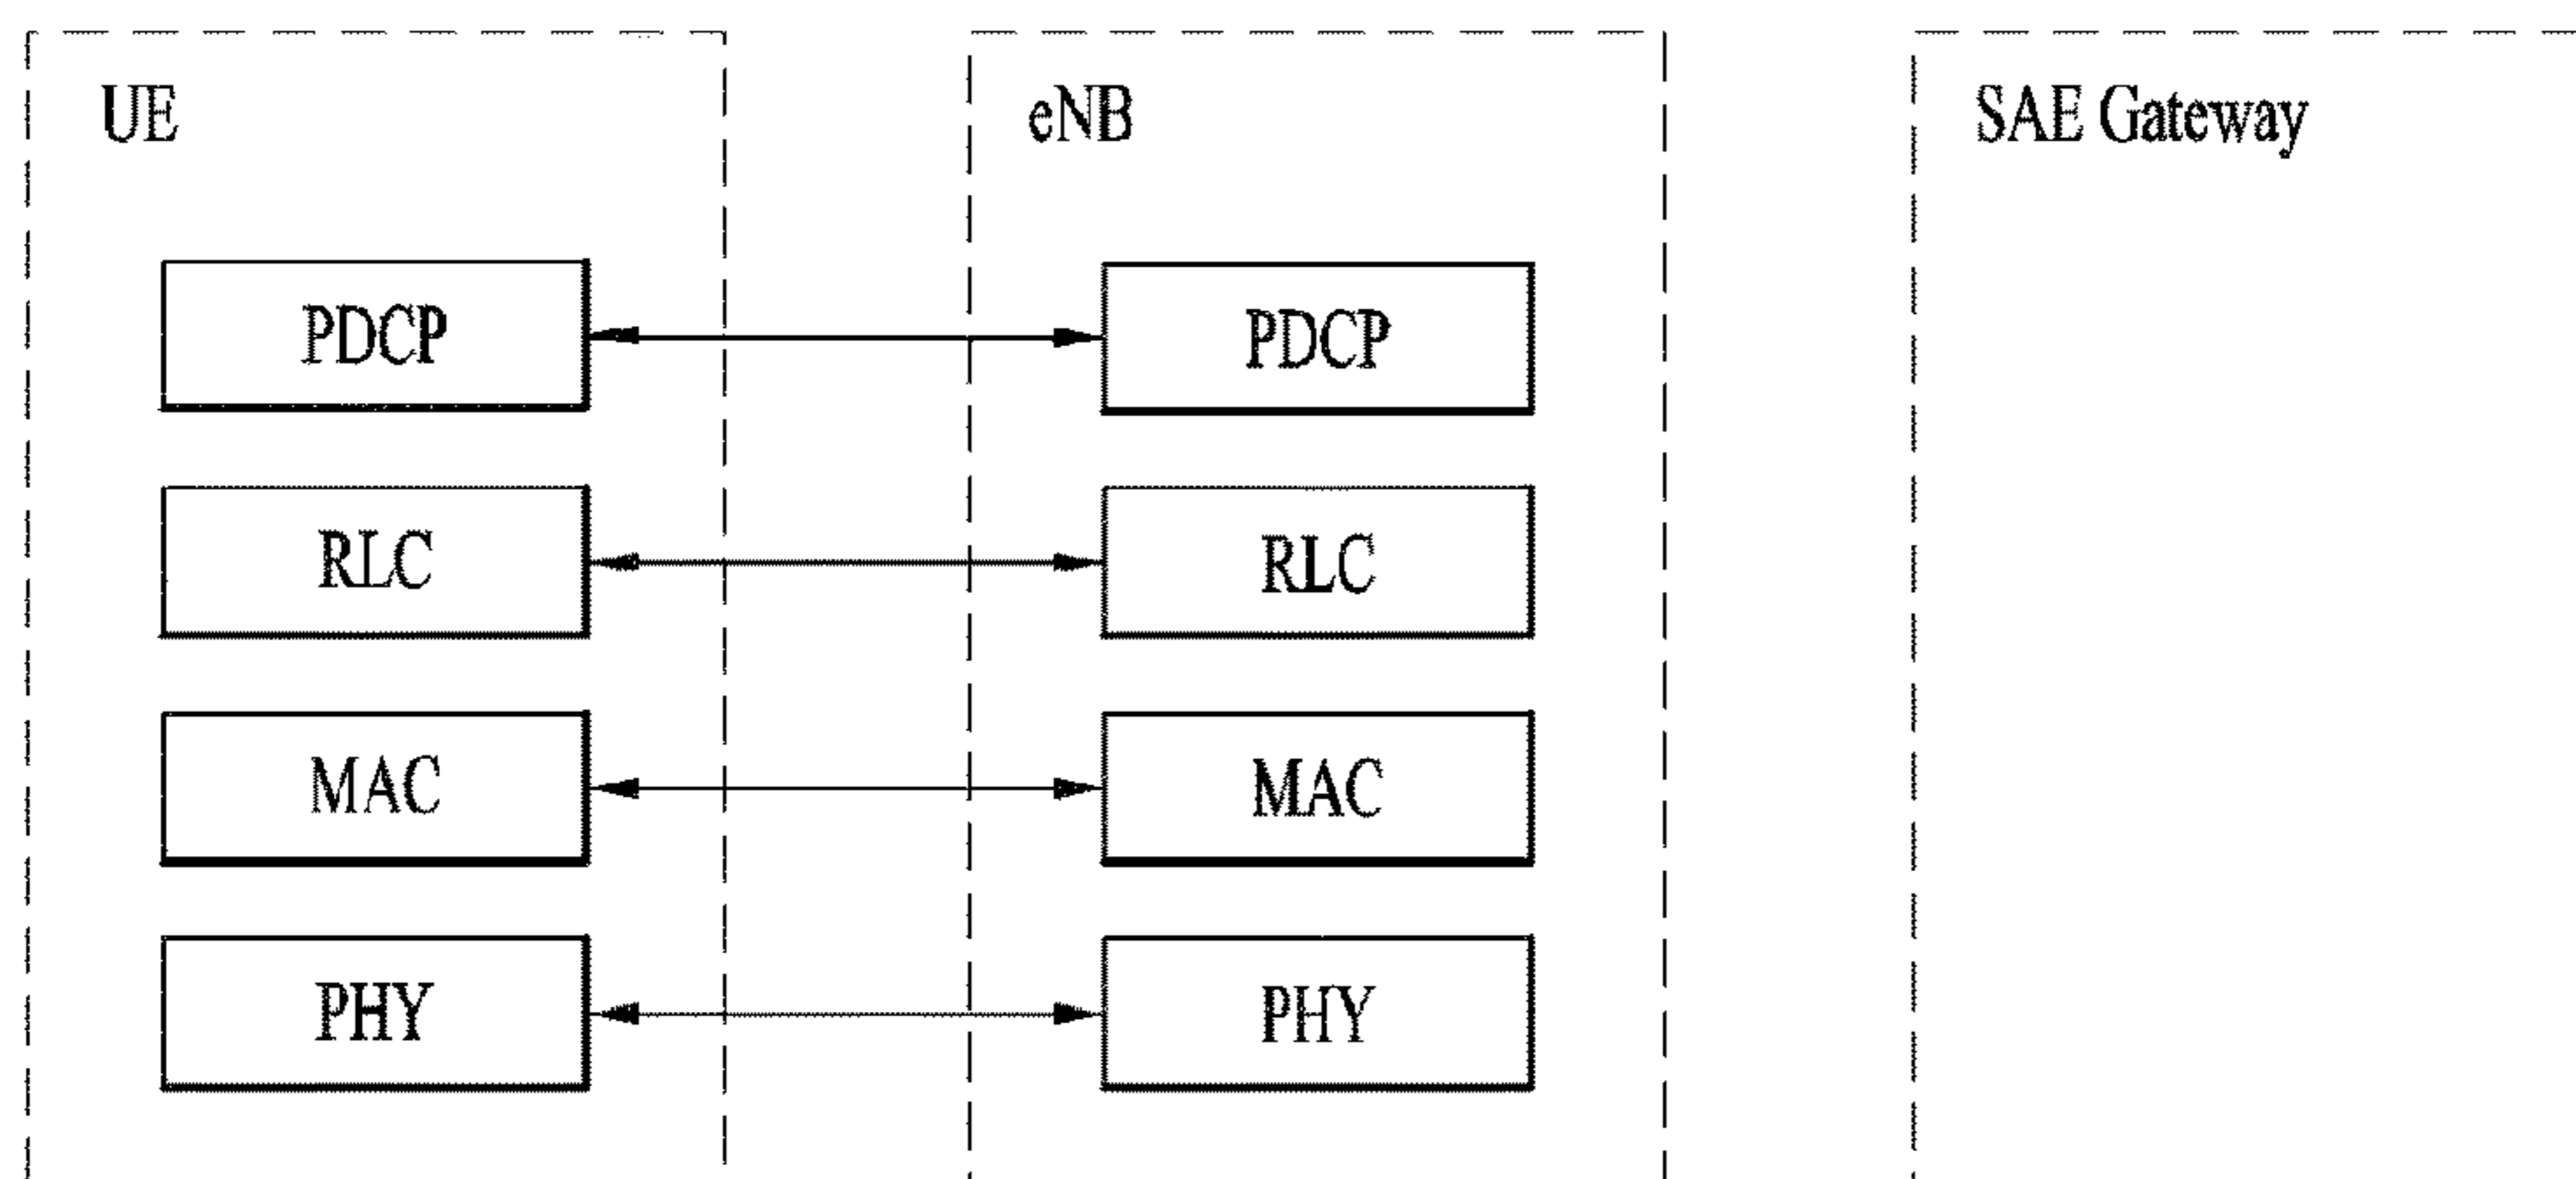 UE eNB SAE Gateway
PDCP PDCP
RLC RLC
MAC MAC
PHY PHY